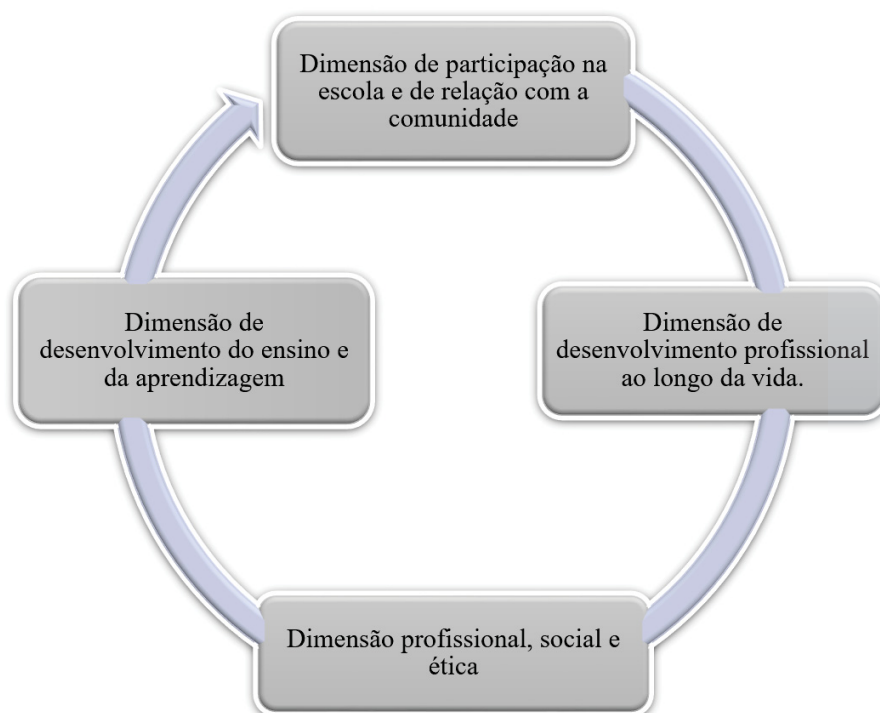 Dimensão de participação na
escola e de relação com a
comunidade
Dimensão de
desenvolvimento do ensino e
da aprendizagem
Dimensão de
desenvolvimento profissional
ao longo da vida.
Dimensão profissional, social e
ética